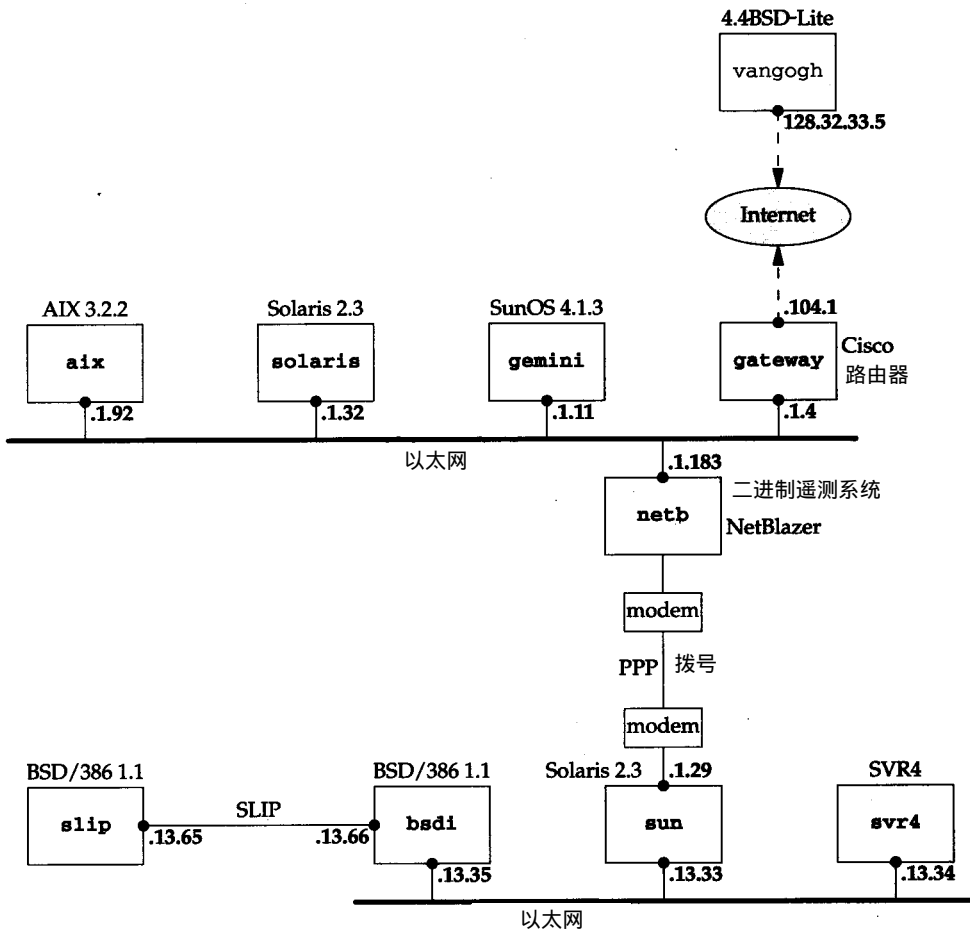 4.4BSD-Lite
vangogh
128.32.33.5
Internet
.104.1
AIX 3.2.2
Solaris 2.3
SunOS 4.1.3
aix
solaris
gemini
gateway
Cisco
路由器
.1.92
.1.32
.1.11
.1.4
以太网
.1.183
二进制遥测系统
netb
NetBlazer
modem
PPP 拨号
modem
BSD/386 1.1
BSD/386 1.1
Solaris 2.3
.1.29
SVR4
slip
SLIP
bsdi
sun
svr4
.13.65
.13.66
.13.35
.13.33
.13.34
以太网